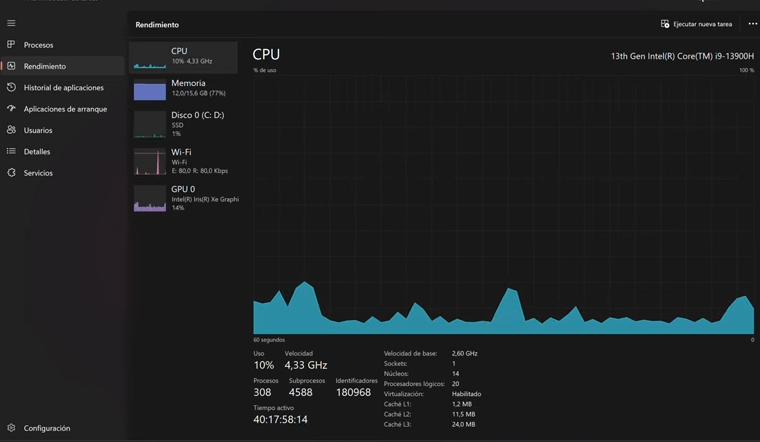 Rendimiento
Ejecutar nueva tarea
Procesos
Rendimiento
Historial de aplicaciones
Aplicaciones de arranque
Usuarios
Detalles
Servicios
Configuración
CPU
10% 4,33 GHz
Memoria
12,0/15,6 GB (77%)
Disco 0 (C: D:)
SSD
1%
Wi-Fi
Wi-Fi
E: 80,0 R: 80,0 Kbps
GPU 0
Intel(R) Iris(R) Xe Graphi
14%
CPU
13th Gen Intel(R) Core(TM) i9-13900H
% de uso
100 %
60 segundos
0
Uso
10%
Velocidad
4,33 GHz
Procesos
308
Subprocesos
4588
Identificadores
180968
Tiempo activo
40:17:58:14
Velocidad de base: 2,60 GHz
Sockets: 1
Núcleos: 14
Procesadores lógicos: 20
Virtualización: Habilitado
Caché L1: 1,2 MB
Caché L2: 11,5 MB
Caché L3: 24,0 MB